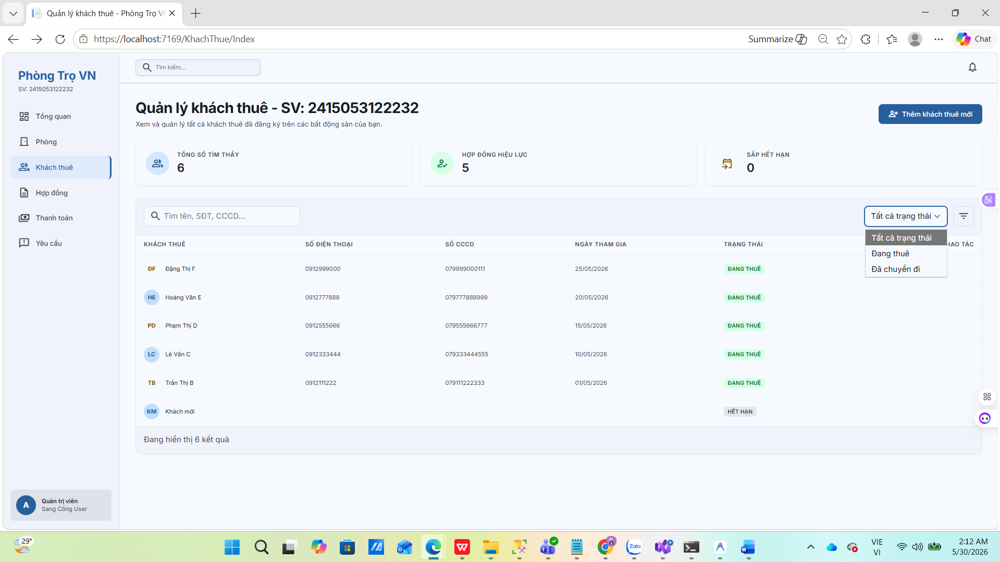 Quản lý khách thuê - Phòng Trọ VN
https://localhost:7169/KhachThue/Index
Summarize
Chat
Phòng Trọ VN
SV: 2415053122232
Tổng quan
Phòng
Khách thuê
Hợp đồng
Thanh toán
Yêu cầu
Quản trị viên
Sang Cống User
A
Tìm kiếm...
Quản lý khách thuê - SV: 2415053122232
Xem và quản lý tất cả khách thuê đã đăng ký trên các bất động sản của bạn.
Thêm khách thuê mới
TỔNG SỐ TÌM THẤY
6
HỢP ĐỒNG HIỆU LỰC
5
SẮP HẾT HẠN
0
Tìm tên, SĐT, CCCD...
Tất cả trạng thái
Tất cả trạng thái
Đang thuê
Đã chuyển đi
KHÁCH THUÊ SỐ ĐIỆN THOẠI SỐ CCCD NGÀY THAM GIA TRẠNG THÁI HAO TÁC
ĐF Đặng Thị F 0912999000 079999000111 25/05/2026 ĐANG THUÊ
HE Hoàng Văn E 0912777888 079777888999 20/05/2026 ĐANG THUÊ
PD Phạm Thị D 0912555666 079555666777 15/05/2026 ĐANG THUÊ
LC Lê Văn C 0912333444 079333444555 10/05/2026 ĐANG THUÊ
TB Trần Thị B 0912111222 079111222333 01/05/2026 ĐANG THUÊ
KM Khách mới HẾT HẠN
Đang hiển thị 6 kết quả
29°
Zalo
VIE
VI
2:12 AM
5/30/2026